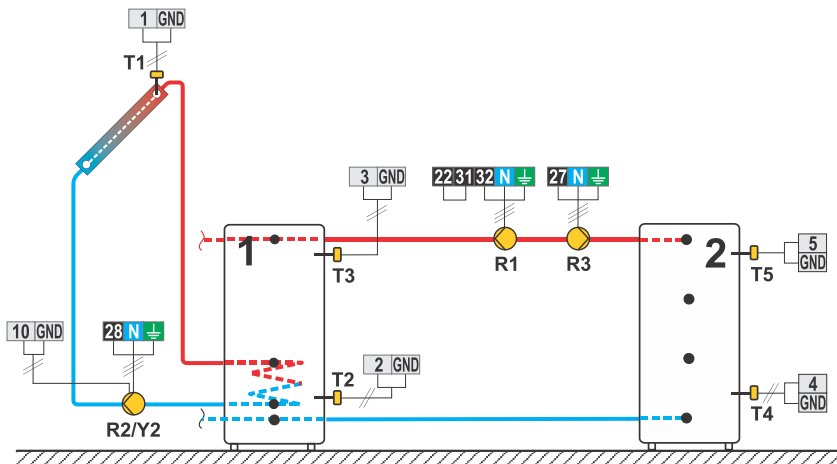 1 GND
T1
3 GND
22 31 32 N
27 N
1
T3
R1
R3
2
5
GND
T5
10 GND
28 N
2 GND
T2
R2/Y2
4
GND
T4